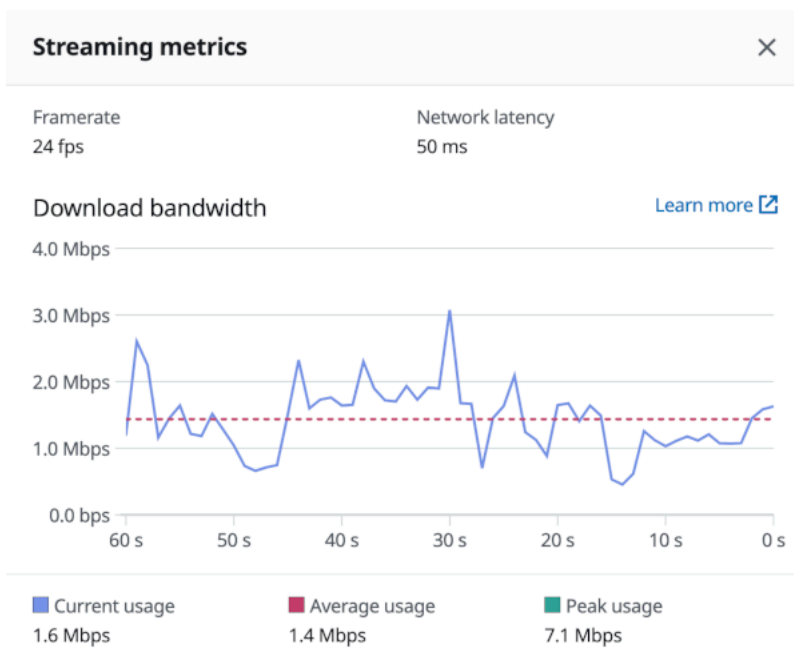 Streaming metrics
Framerate
Network latency
24 fps
50 ms
Download bandwidth
Learn more
4.0 Mbps
3.0 Mbps
2.0 Mbps
1.0 Mbps
0.0 bps
60 s
50 s
40 s
30 s
20 s
10 s
0 s
Current usage
Average usage
Peak usage
1.6 Mbps
1.4 Mbps
7.1 Mbps